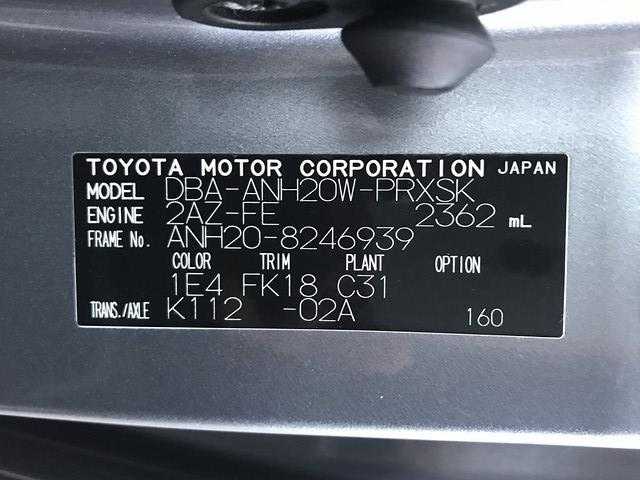 TOYOTA MOTOR CORPORATION JAPAN
MODEL DBA-ANH20W-PRXSK
ENGINE 2AZ-FE 2362 mL
FRAME No. ANH20-8246939
COLOR TRIM PLANT OPTION
1E4 FK18 C31
TRANS./AXLE K112 -02A 160